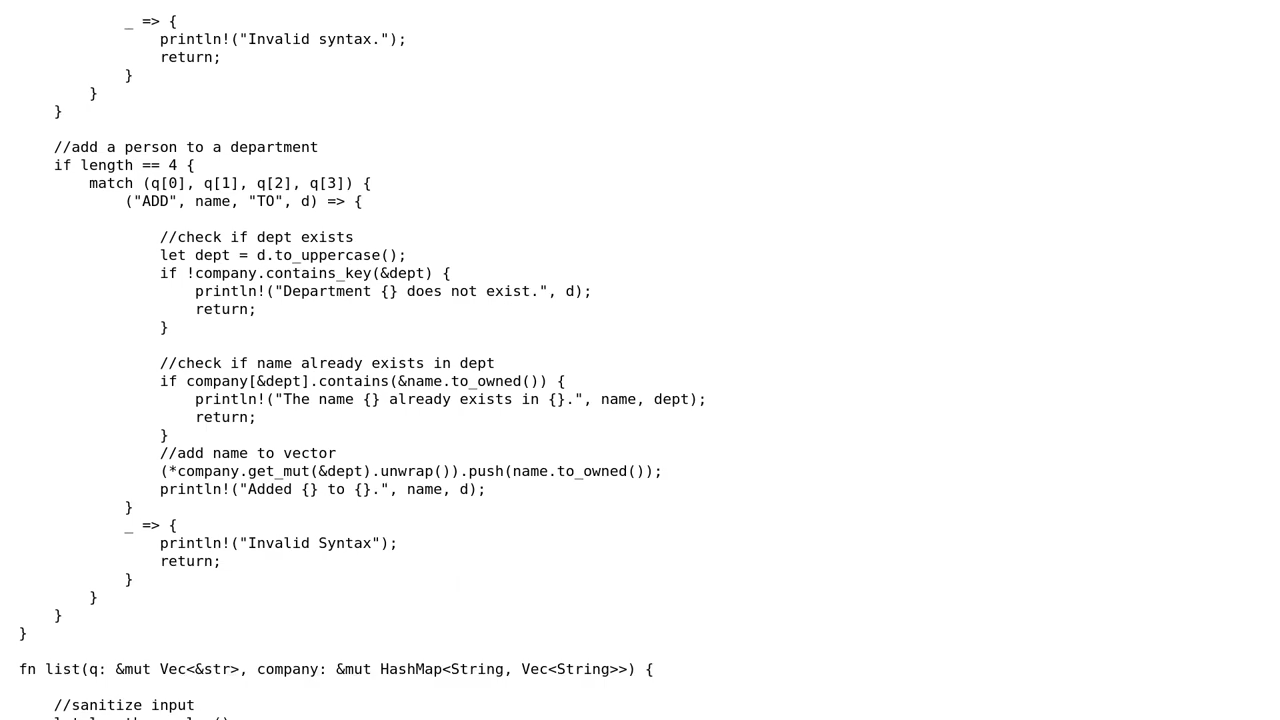 _ => {
                println!("Invalid syntax.");
                return;
            }
        }
    }

    //add a person to a department
    if length == 4 {
        match (q[0], q[1], q[2], q[3]) {
            ("ADD", name, "TO", d) => {

                //check if dept exists
                let dept = d.to_uppercase();
                if !company.contains_key(&dept) {
                    println!("Department {} does not exist.", d);
                    return;
                }

                //check if name already exists in dept
                if company[&dept].contains(&name.to_owned()) {
                    println!("The name {} already exists in {}.", name, dept);
                    return;
                }
                //add name to vector
                (*company.get_mut(&dept).unwrap()).push(name.to_owned());
                println!("Added {} to {}.", name, d);
            }
            _ => {
                println!("Invalid Syntax");
                return;
            }
        }
    }
}

fn list(q: &mut Vec<&str>, company: &mut HashMap<String, Vec<String>>) {

    //sanitize input